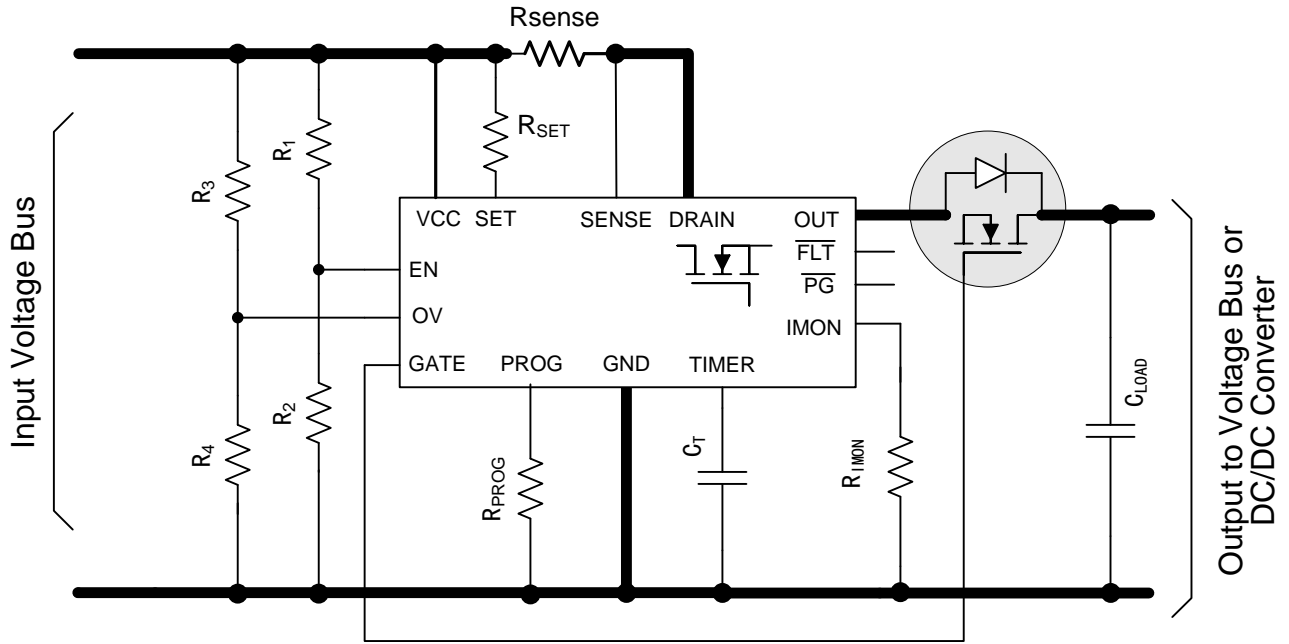 Rsense
RSET
R1
R3
VCC
SET
SENSE
DRAIN
OUT
FLT
PG
EN
OV
IMON
GATE
PROG
GND
TIMER
R2
R4
RPROG
CT
RIMON
CLOAD
Input Voltage Bus
Output to Voltage Bus or
DC/DC Converter